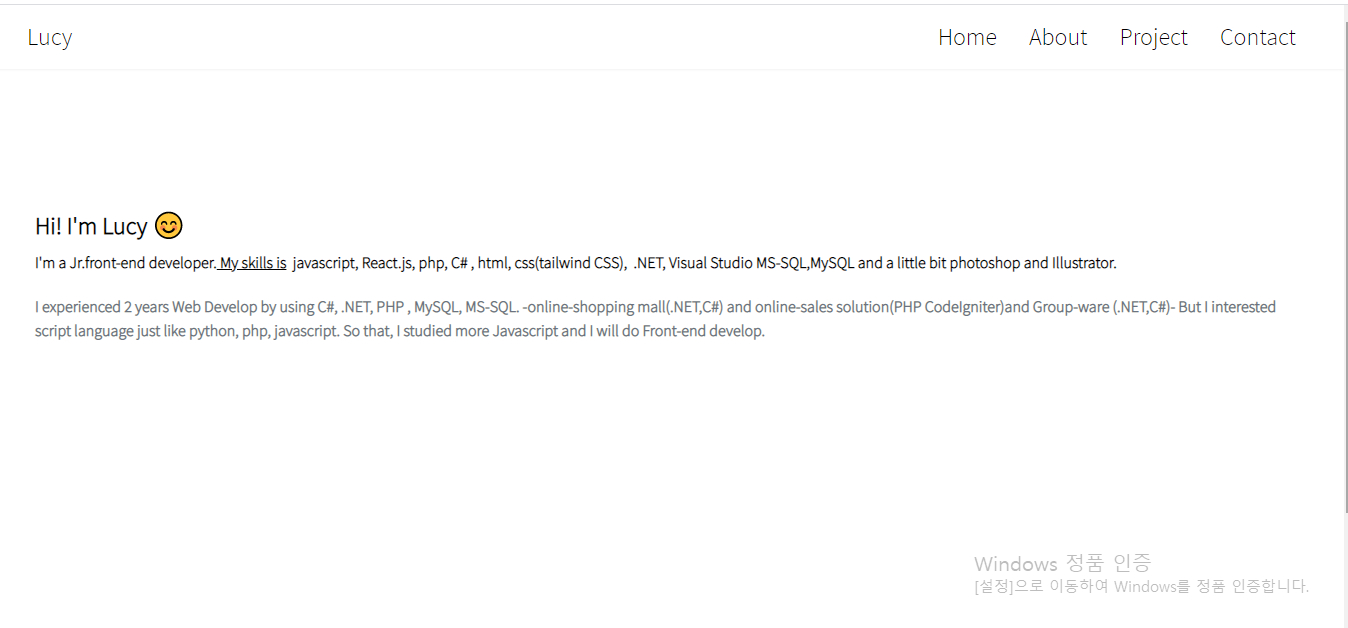 Lucy
Home About Project Contact
Hi! I'm Lucy 😊
I'm a Jr.front-end developer. My skills is javascript, React.js, php, C# , html, css(tailwind CSS), .NET, Visual Studio MS-SQL,MySQL and a little bit photoshop and Illustrator.
I experienced 2 years Web Develop by using C#, .NET, PHP , MySQL, MS-SQL. -online-shopping mall(.NET,C#) and online-sales solution(PHP CodeIgniter)and Group-ware (.NET,C#)- But I interested
script language just like python, php, javascript. So that, I studied more Javascript and I will do Front-end develop.
Windows 정품 인증
[설정]으로 이동하여 Windows를 정품 인증합니다.